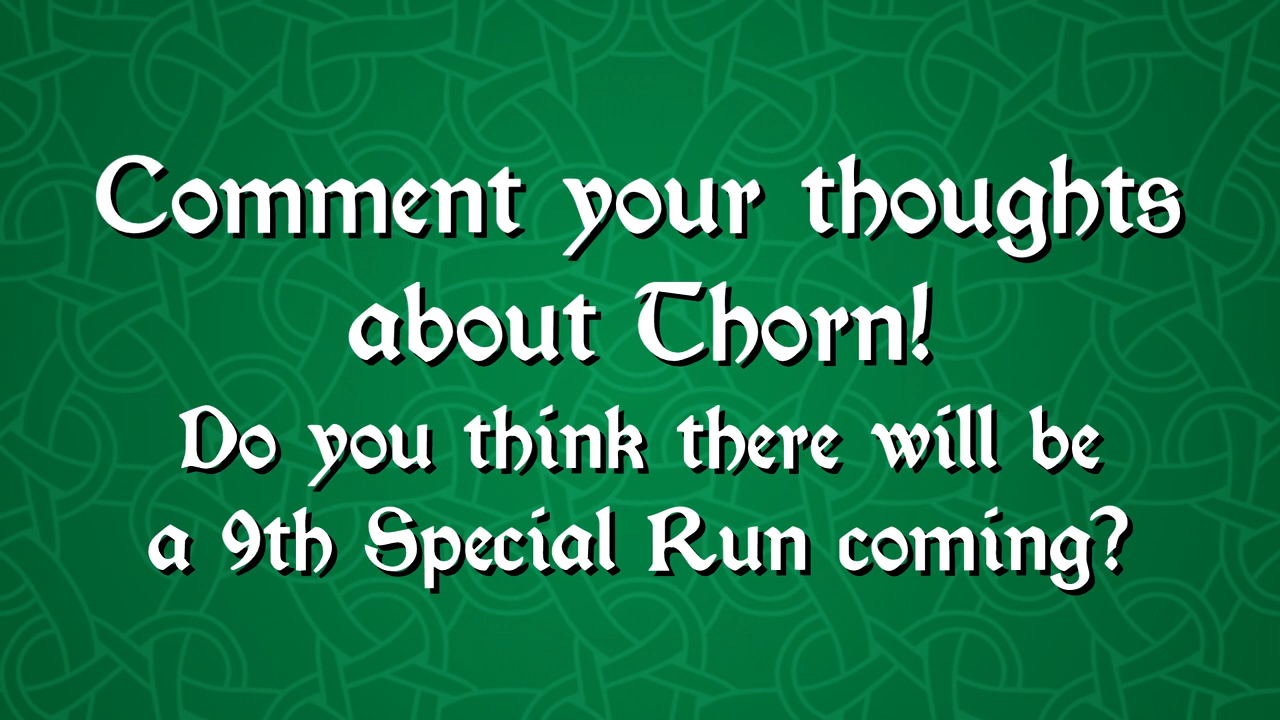 Comment your thoughts
about Thorn!
Do you think there will be
a 9th Special Run coming?